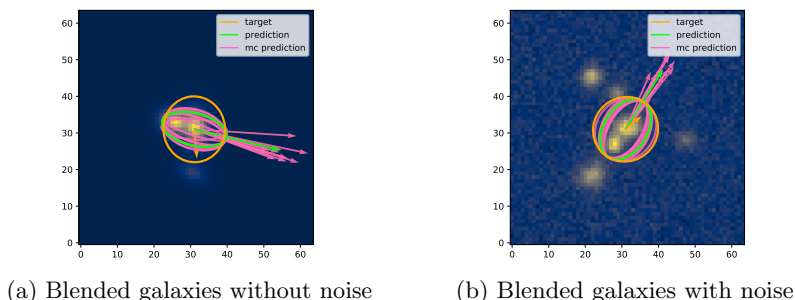 60
50
40
30
20
10
0
0 10 20 30 40 50 60
target
prediction
mc prediction
(a) Blended galaxies without noise
60
50
40
30
20
10
0
0 10 20 30 40 50 60
target
prediction
mc prediction
(b) Blended galaxies with noise